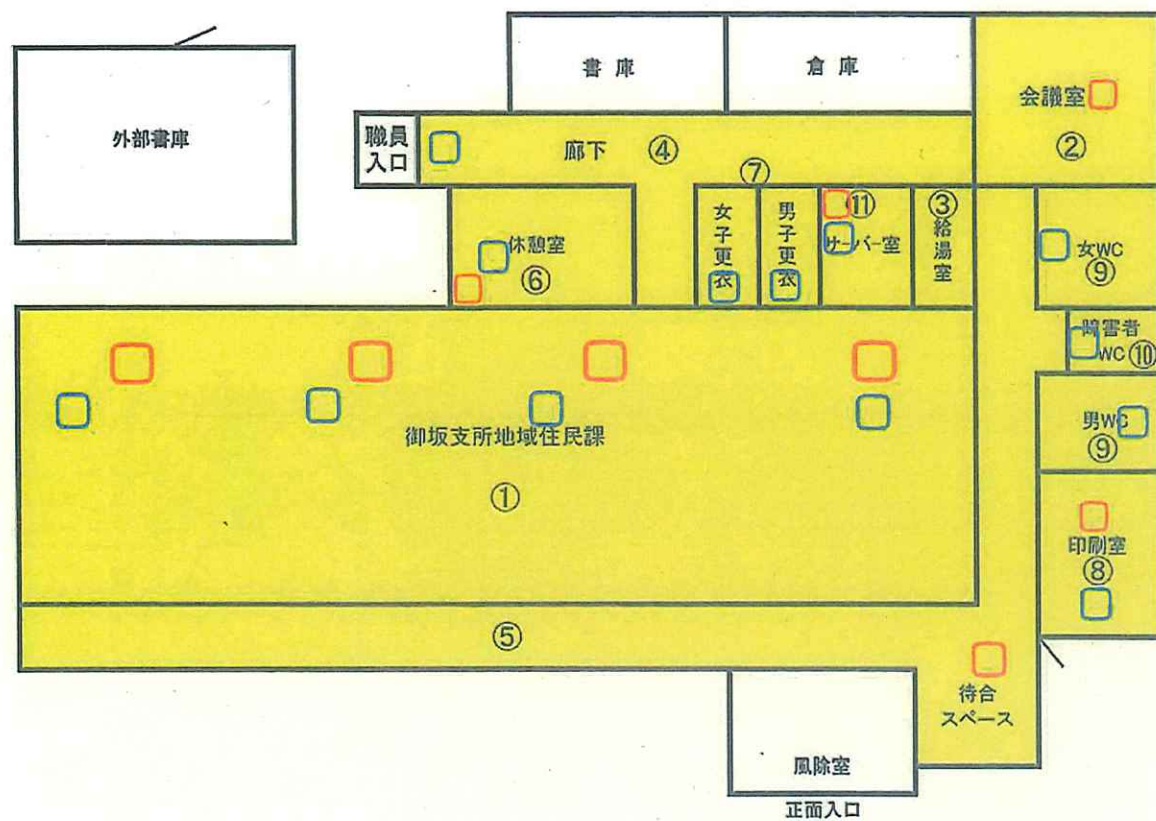 書庫
倉庫
会議室
②
外部書庫
職員
入口
廊下
④
⑦
女子更衣
男子更衣
⑪
サーバー室
③
給湯室
休憩室
⑥
女WC
⑨
障害者
WC⑩
男WC
⑨
御坂支所地域住民課
①
印刷室
⑧
⑤
待合
スペース
風除室
正面入口